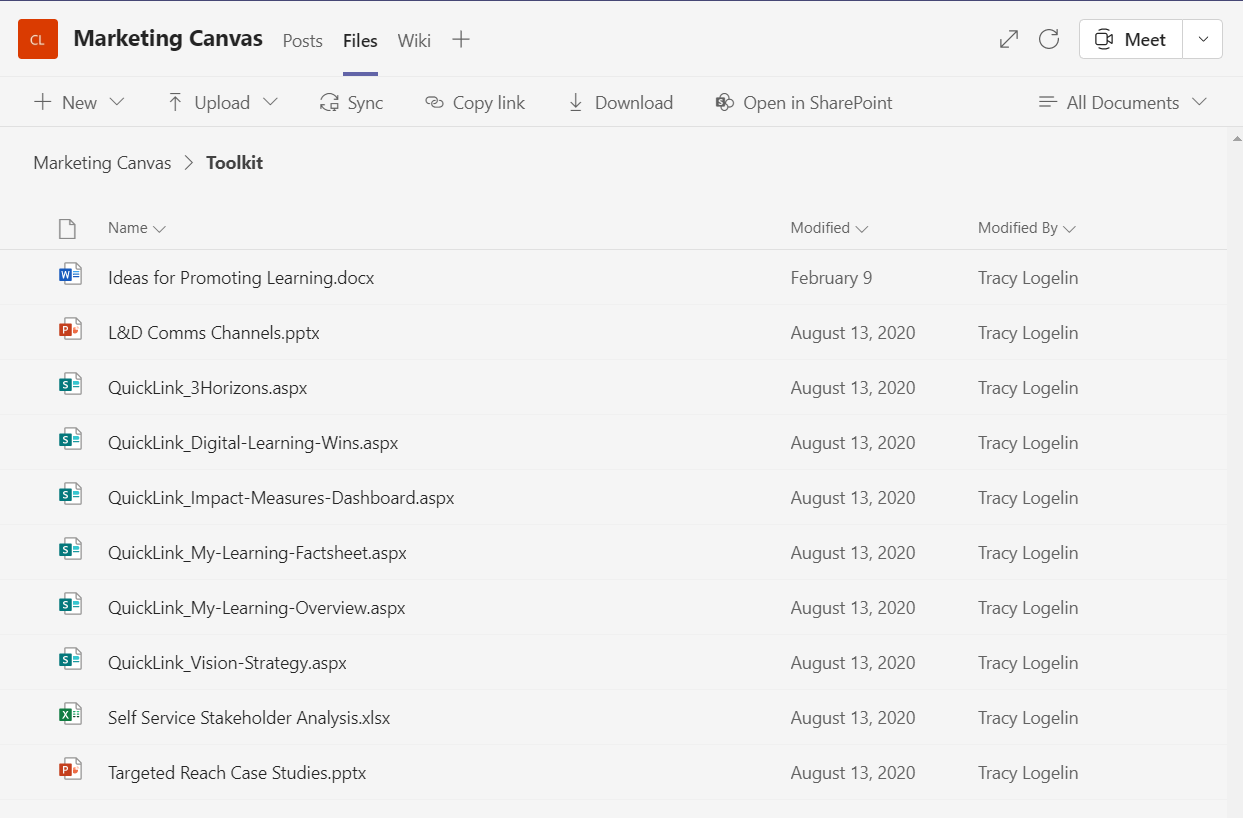 CL Marketing Canvas Posts Files Wiki Meet
New Upload Sync Copy link Download Open in SharePoint All Documents
Marketing Canvas Toolkit
Name Modified Modified By
W Ideas for Promoting Learning.docx February 9 Tracy Logelin
P L&D Comms Channels.pptx August 13, 2020 Tracy Logelin
S QuickLink_3Horizons.aspx August 13, 2020 Tracy Logelin
S QuickLink_Digital-Learning-Wins.aspx August 13, 2020 Tracy Logelin
S QuickLink_Impact-Measures-Dashboard.aspx August 13, 2020 Tracy Logelin
S QuickLink_My-Learning-Factsheet.aspx August 13, 2020 Tracy Logelin
S QuickLink_My-Learning-Overview.aspx August 13, 2020 Tracy Logelin
S QuickLink_Vision-Strategy.aspx August 13, 2020 Tracy Logelin
X Self Service Stakeholder Analysis.xlsx August 13, 2020 Tracy Logelin
P Targeted Reach Case Studies.pptx August 13, 2020 Tracy Logelin